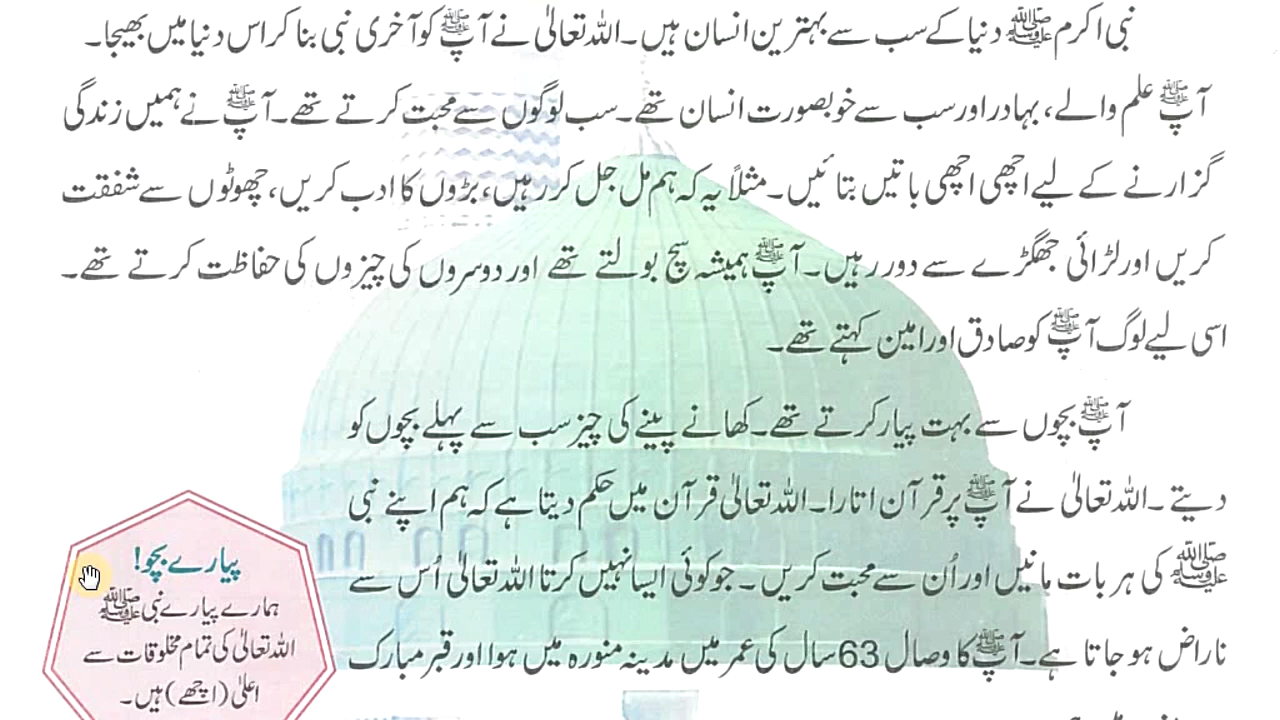 نبی اکرم ﷺ دنیا کے سب سے بہترین انسان ہیں۔ اللہ تعالیٰ نے آپ ﷺ کو آخری نبی بنا کر اس دنیا میں بھیجا۔
آپ ﷺ علم والے، بہادر اور سب سے خوبصورت انسان تھے۔ سب لوگوں سے محبت کرتے تھے۔ آپ ﷺ نے ہمیں زندگی
گزارنے کے لیے اچھی اچھی باتیں بتائیں۔ مثلاً یہ کہ ہم مل جل کر رہیں، بڑوں کا ادب کریں، چھوٹوں سے شفقت
کریں اور لڑائی جھگڑے سے دور رہیں۔ آپ ﷺ ہمیشہ سچ بولتے تھے اور دوسروں کی چیزوں کی حفاظت کرتے تھے۔
اسی لیے لوگ آپ ﷺ کو صادق اور امین کہتے تھے۔
آپ ﷺ بچوں سے بہت پیار کرتے تھے۔ کھانے پینے کی چیز سب سے پہلے بچوں کو
دیتے۔ اللہ تعالیٰ نے آپ ﷺ پر قرآن اتارا۔ اللہ تعالیٰ قرآن میں حکم دیتا ہے کہ ہم اپنے نبی
ﷺ کی ہر بات مانیں اور اُن سے محبت کریں۔ جو کوئی ایسا نہیں کرتا اللہ تعالیٰ اُس سے
ناراض ہو جاتا ہے۔ آپ ﷺ کا وصال 63 سال کی عمر میں مدینہ منورہ میں ہوا اور قبر مبارک
پیارے بچو!
ہمارے پیارے نبی ﷺ
اللہ تعالیٰ کی تمام مخلوقات سے
اعلیٰ (اچھے) ہیں۔